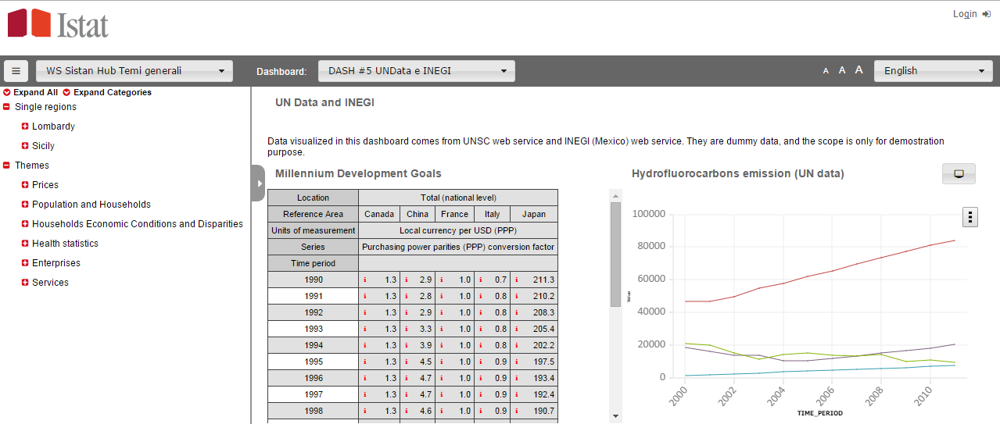 Istat
Login
WS Sistan Hub Temi generali
Dashboard:
DASH #5 UNData e INEGI
A A A
English
Expand All Expand Categories
Single regions
Lombardy
Sicily
Themes
Prices
Population and Households
Households Economic Conditions and Disparities
Health statistics
Enterprises
Services
UN Data and INEGI
Data visualized in this dashboard comes from UNSC web service and INEGI (Mexico) web service. They are dummy data, and the scope is only for demostration
purpose.
Millennium Development Goals
Location Total (national level)
Reference Area Canada China France Italy Japan
Units of measurement Local currency per USD (PPP)
Series Purchasing power parities (PPP) conversion factor
Time period
1990 i 1.3 i 2.9 i 1.0 i 0.7 i 211.3
1991 i 1.3 i 2.8 i 1.0 i 0.8 i 210.2
1992 i 1.3 i 2.9 i 1.0 i 0.8 i 208.3
1993 i 1.3 i 3.3 i 1.0 i 0.8 i 205.4
1994 i 1.3 i 3.9 i 1.0 i 0.8 i 202.2
1995 i 1.3 i 4.5 i 1.0 i 0.9 i 197.5
1996 i 1.3 i 4.7 i 1.0 i 0.9 i 193.4
1997 i 1.3 i 4.7 i 1.0 i 0.9 i 192.4
1998 i 1.3 i 4.6 i 1.0 i 0.9 i 190.7
Hydrofluorocarbons emission (UN data)
100000
80000
60000
40000
20000
0
Value
2000 2002 2004 2006 2008 2010
TIME_PERIOD